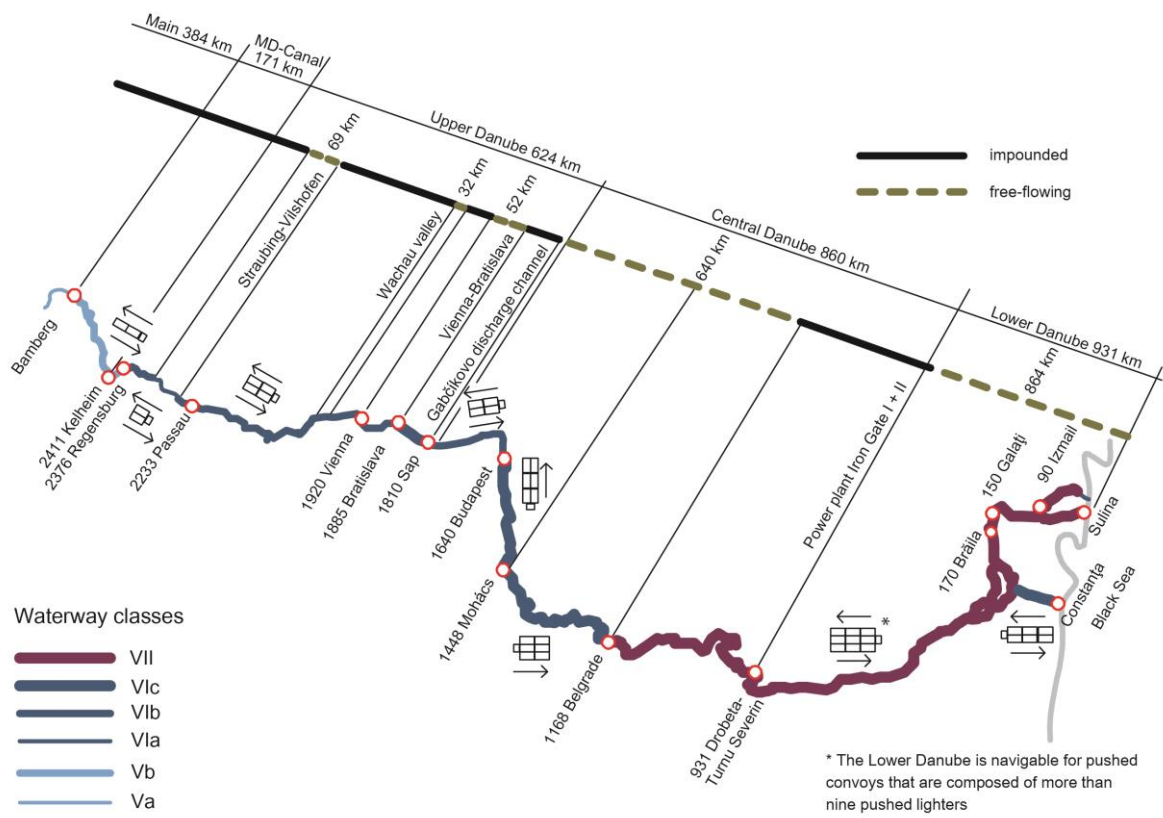 Main 384 km
MD-Canal
171 km
Upper Danube 624 km
Central Danube 860 km
Lower Danube 931 km
69 km
32 km
52 km
640 km
864 km
impounded
free-flowing
Straubing-Vilshofen
Wachau valley
Vienna-Bratislava
Gabčíkovo discharge channel
Power plant Iron Gate I + II
Bamberg
2411 Kelheim
2376 Regensburg
2233 Passau
1920 Vienna
1885 Bratislava
1810 Sap
1640 Budapest
1448 Mohács
1168 Belgrade
931 Drobeta-
Turnu Severin
170 Brăila
150 Galaţi
90 Izmail
Sulina
Constanţa
Black Sea
*
Waterway classes
VII
VIc
VIb
VIa
Vb
Va
* The Lower Danube is navigable for pushed
convoys that are composed of more than
nine pushed lighters